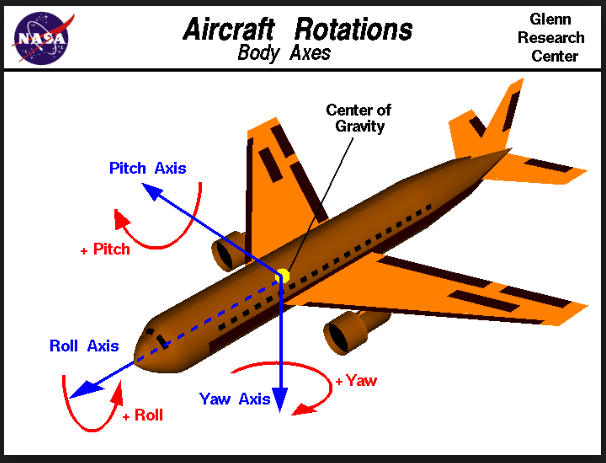 NASA
Aircraft Rotations
Body Axes
Glenn
Research
Center
Center of
Gravity
Pitch Axis
+ Pitch
Roll Axis
+ Roll
Yaw Axis
+ Yaw